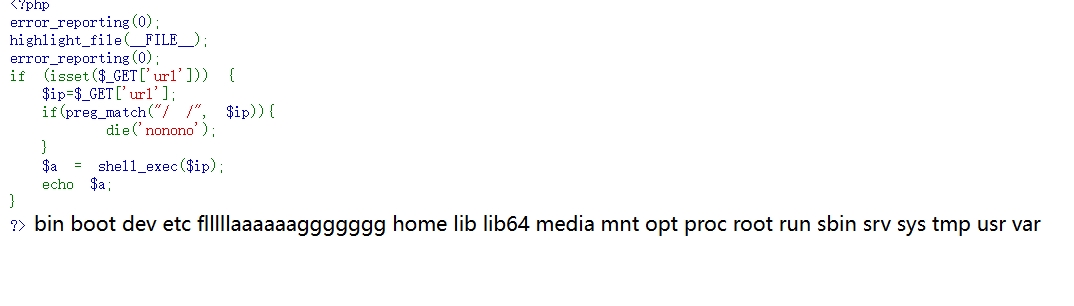 <?php
error_reporting(0);
highlight_file(__FILE__);
error_reporting(0);
if (isset($_GET['url'])) {
    $ip=$_GET['url'];
    if(preg_match("/ /", $ip)){
        die('nonono');
    }
    $a = shell_exec($ip);
    echo $a;
}
?> bin boot dev etc flllllaaaaaaggggggg home lib lib64 media mnt opt proc root run sbin srv sys tmp usr var